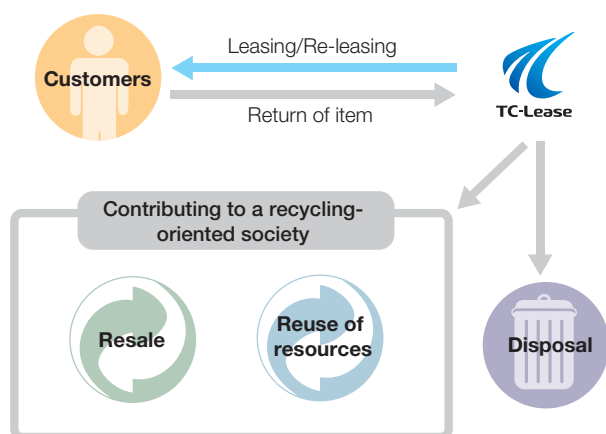 Leasing/Re-leasing
Customers
Return of item
TC-Lease
Contributing to a recycling-
oriented society
Resale
Reuse of
resources
Disposal